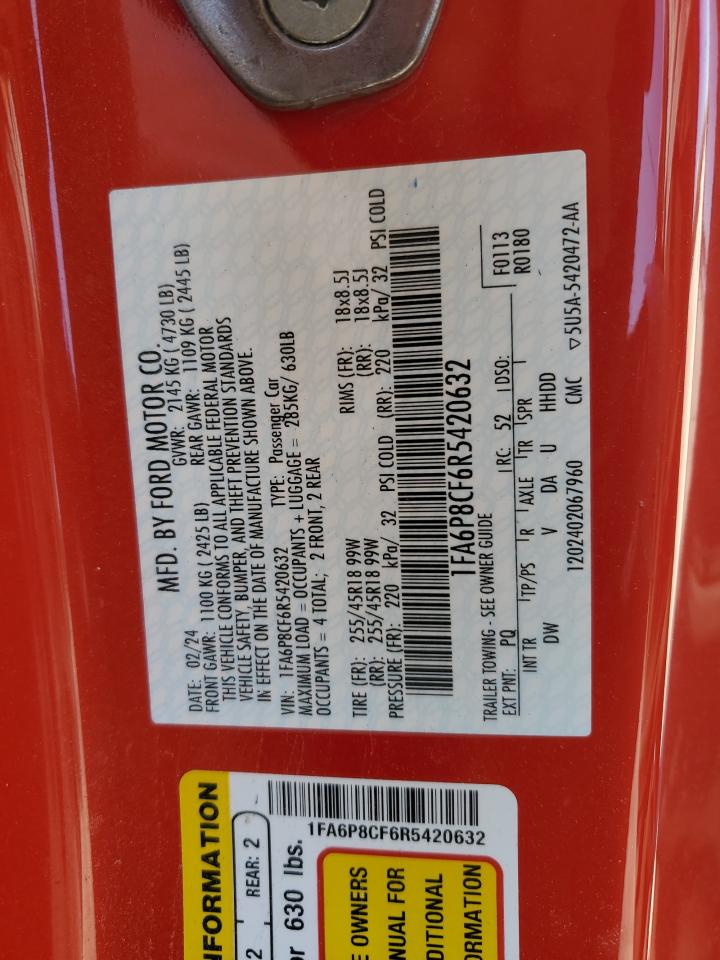 MFD. BY FORD MOTOR CO.
DATE: 02/24 GVWR: 2145 KG ( 4730 LB)
FRONT GAWR: 1100 KG ( 2425 LB) REAR GAWR: 1109 KG ( 2445 LB)
THIS VEHICLE CONFORMS TO ALL APPLICABLE FEDERAL MOTOR
VEHICLE SAFETY, BUMPER, AND THEFT PREVENTION STANDARDS
IN EFFECT ON THE DATE OF MANUFACTURE SHOWN ABOVE.
VIN: 1FA6P8CF6R5420632 TYPE: Passenger Car
MAXIMUM LOAD = OCCUPANTS + LUGGAGE = 285KG/ 630LB
OCCUPANTS = 4 TOTAL; 2 FRONT, 2 REAR
TIRE (FR): 255/45R18 99W RIMS (FR): 18x8.5J
(RR): 255/45R18 99W (RR): 18x8.5J
PRESSURE (FR): 220 kPa/ 32 PSI COLD (RR): 220 kPa/ 32 PSI COLD
1FA6P8CF6R5420632
TRAILER TOWING - SEE OWNER GUIDE F0113
EXT PNT: PQ RC: 52 DSO: R0180
INT TR TP/PS R AXLE TR SPR
DW V DA U HHDD
1202402067960 CMC ▽5U5A-5420472-AA
NFORMATION
2 REAR: 2
or 630 lbs.
1FA6P8CF6R5420632
E OWNERS
NUAL FOR
DITIONAL
ORMATION